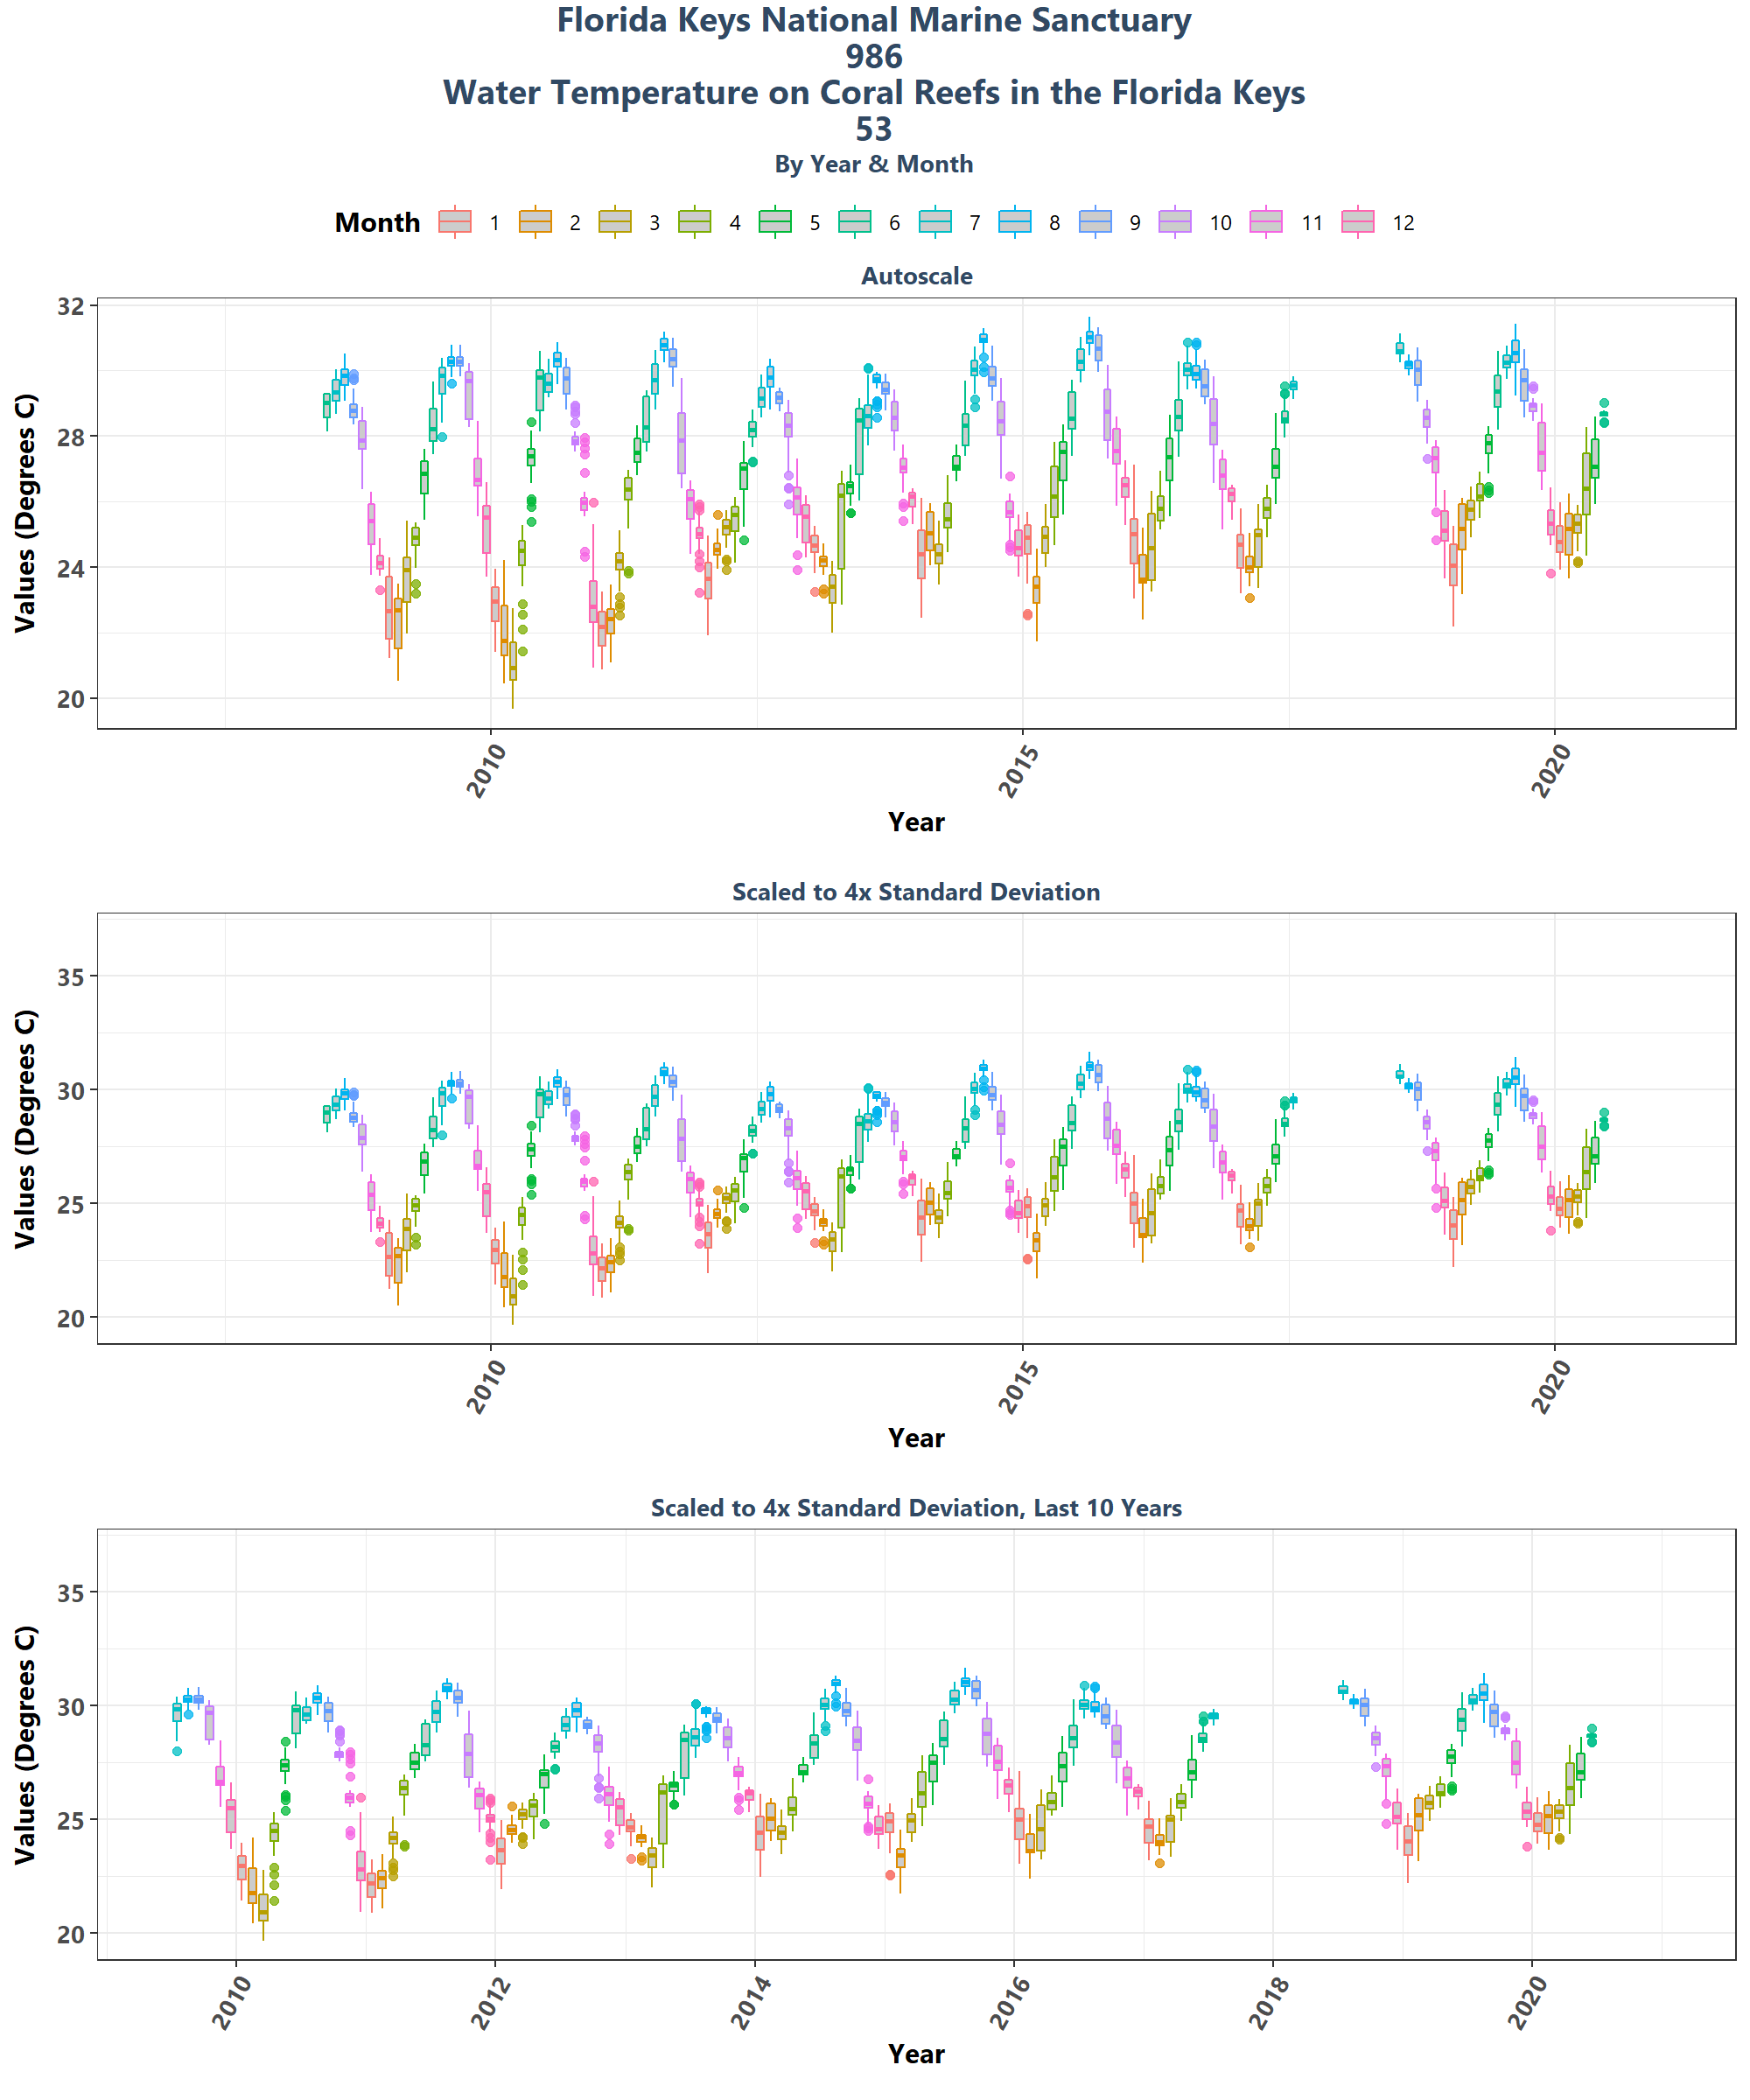 Florida Keys National Marine Sanctuary
986
Water Temperature on Coral Reefs in the Florida Keys
53
By Year & Month
Month 1 2 3 4 5 6 7 8 9 10 11 12
Autoscale
Values (Degrees C)
32
28
24
20
2010 2015 2020
Year
Scaled to 4x Standard Deviation
Values (Degrees C)
35
30
25
20
2010 2015 2020
Year
Scaled to 4x Standard Deviation, Last 10 Years
Values (Degrees C)
35
30
25
20
2010 2012 2014 2016 2018 2020
Year